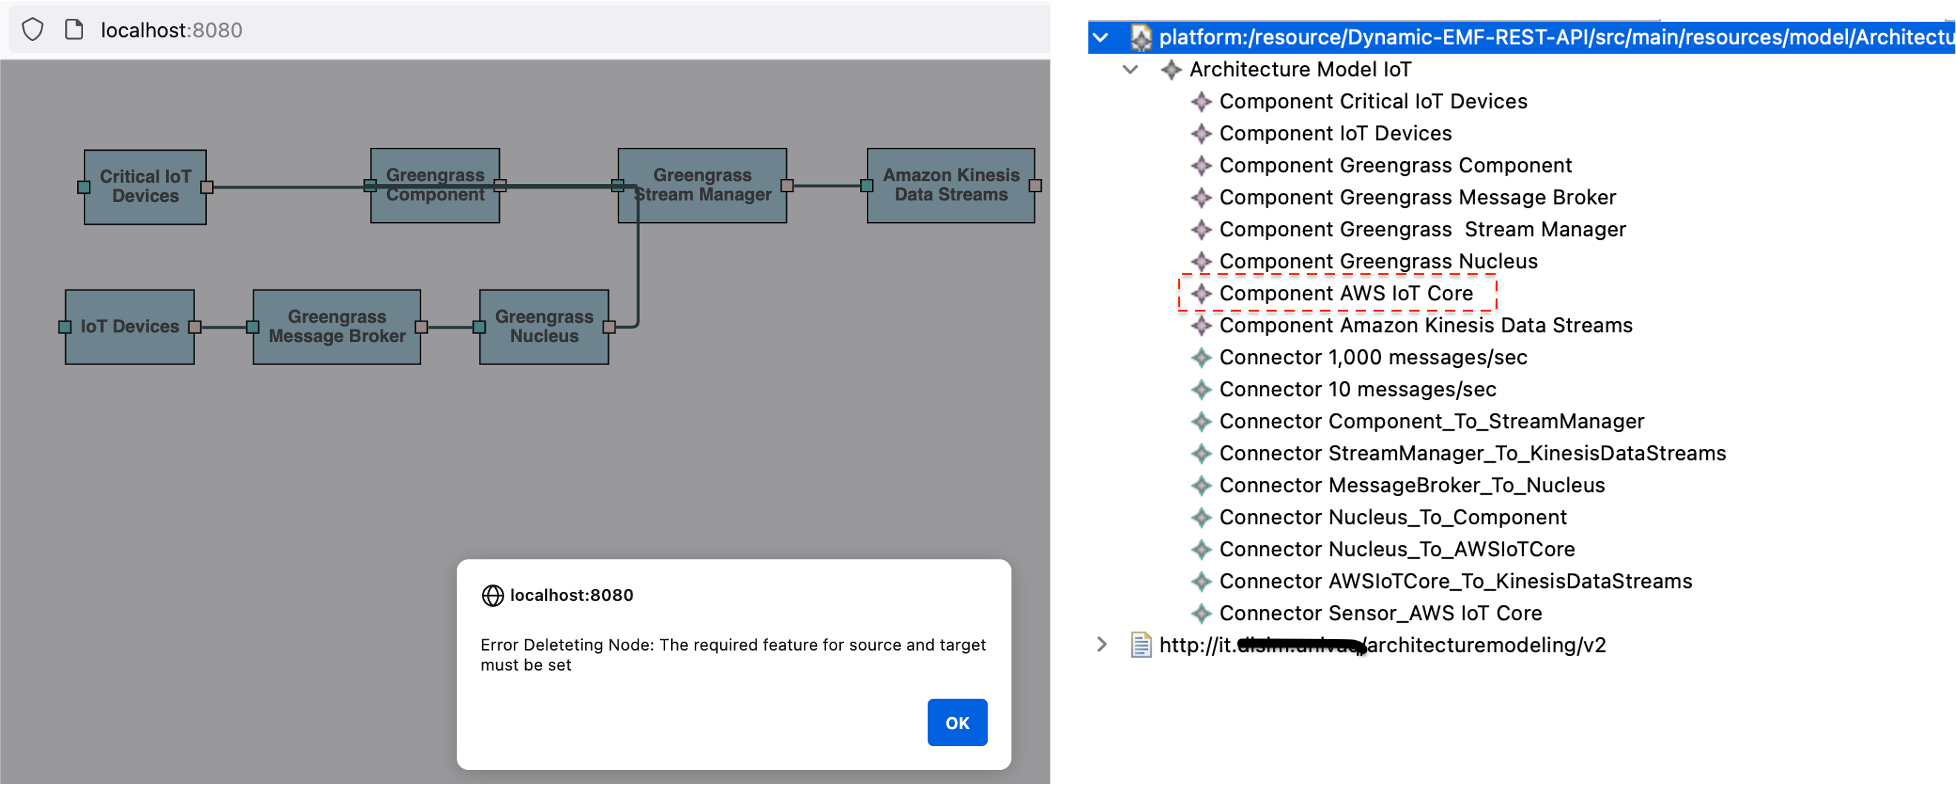 localhost:8080
Critical IoT
Devices
Greengrass
Component
Greengrass
Stream Manager
Amazon Kinesis
Data Streams
IoT Devices
Greengrass
Message Broker
Greengrass
Nucleus
localhost:8080
Error Deleteting Node: The required feature for source and target
must be set
OK
platform:/resource/Dynamic-EMF-REST-API/src/main/resources/model/Architectu
Architecture Model IoT
Component Critical IoT Devices
Component IoT Devices
Component Greengrass Component
Component Greengrass Message Broker
Component Greengrass  Stream Manager
Component Greengrass Nucleus
Component AWS IoT Core
Component Amazon Kinesis Data Streams
Connector 1,000 messages/sec
Connector 10 messages/sec
Connector Component_To_StreamManager
Connector StreamManager_To_KinesisDataStreams
Connector MessageBroker_To_Nucleus
Connector Nucleus_To_Component
Connector Nucleus_To_AWSIoTCore
Connector AWSIoTCore_To_KinesisDataStreams
Connector Sensor_AWS IoT Core
http://it. /architecturemodeling/v2